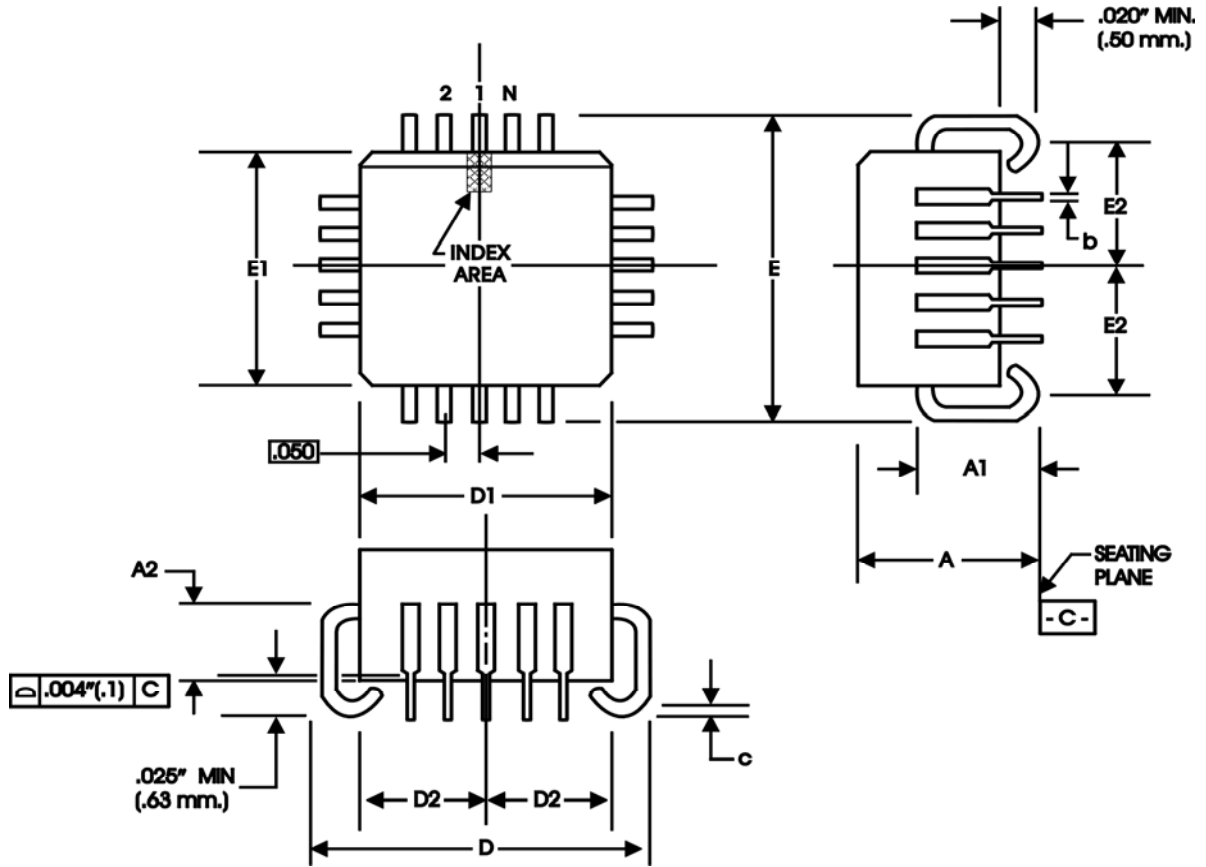 .020" MIN.
(.50 mm.)
2 1 N
E1
INDEX
AREA
E
E2
b
E2
.050
D1
A1
A2
A
SEATING
PLANE
- C -
⌓ .004"(.1) C
.025" MIN
(.63 mm.)
D2 D2
c
D